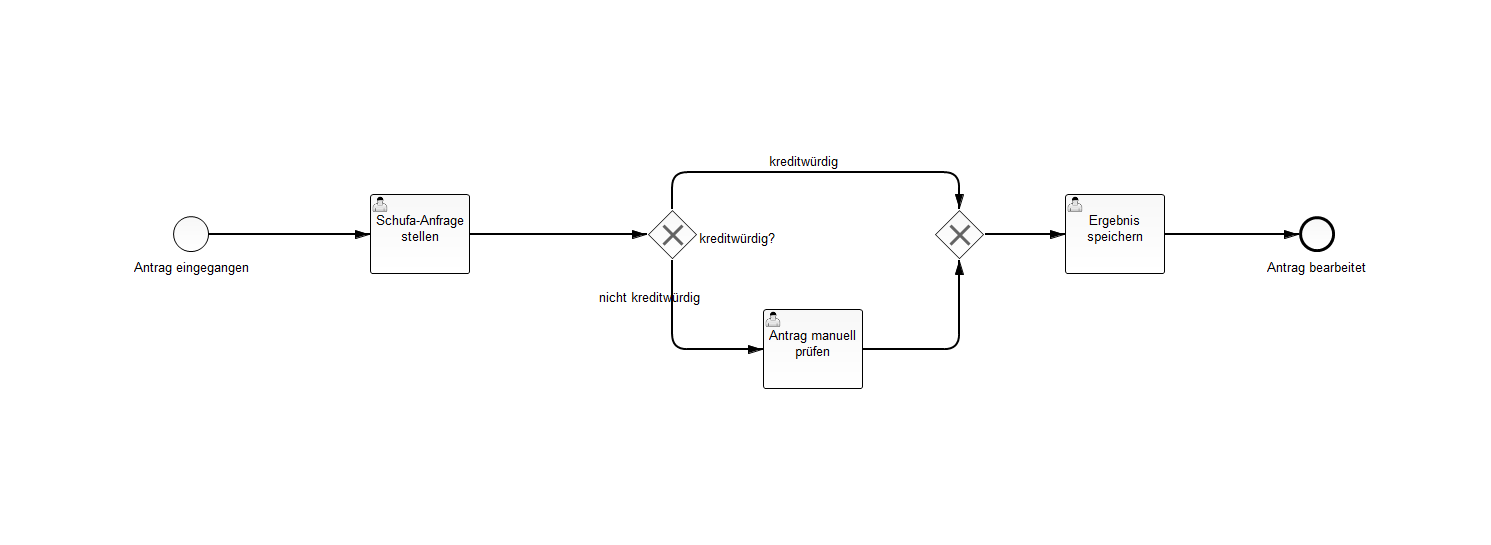 Antrag eingegangen
Schufa-Anfrage
stellen
kreditwürdig
kreditwürdig?
nicht kreditwürdig
Antrag manuell
prüfen
Ergebnis
speichern
Antrag bearbeitet